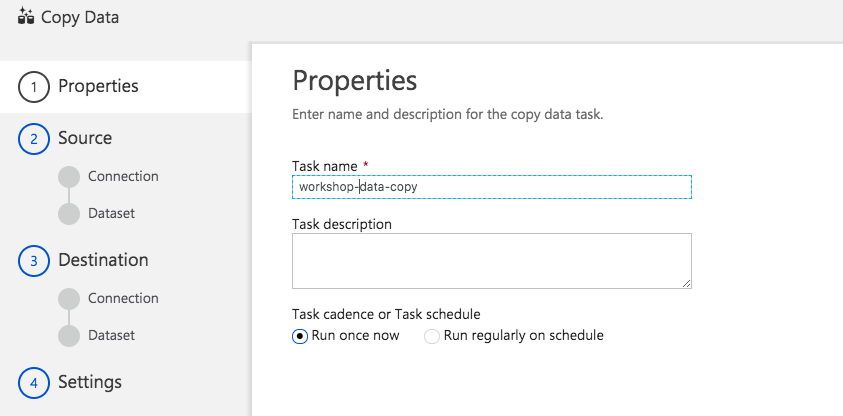 Copy Data
1 Properties
2 Source
Connection
Dataset
3 Destination
Connection
Dataset
4 Settings
Properties
Enter name and description for the copy data task.
Task name *
workshop-data-copy
Task description
Task cadence or Task schedule
Run once now Run regularly on schedule